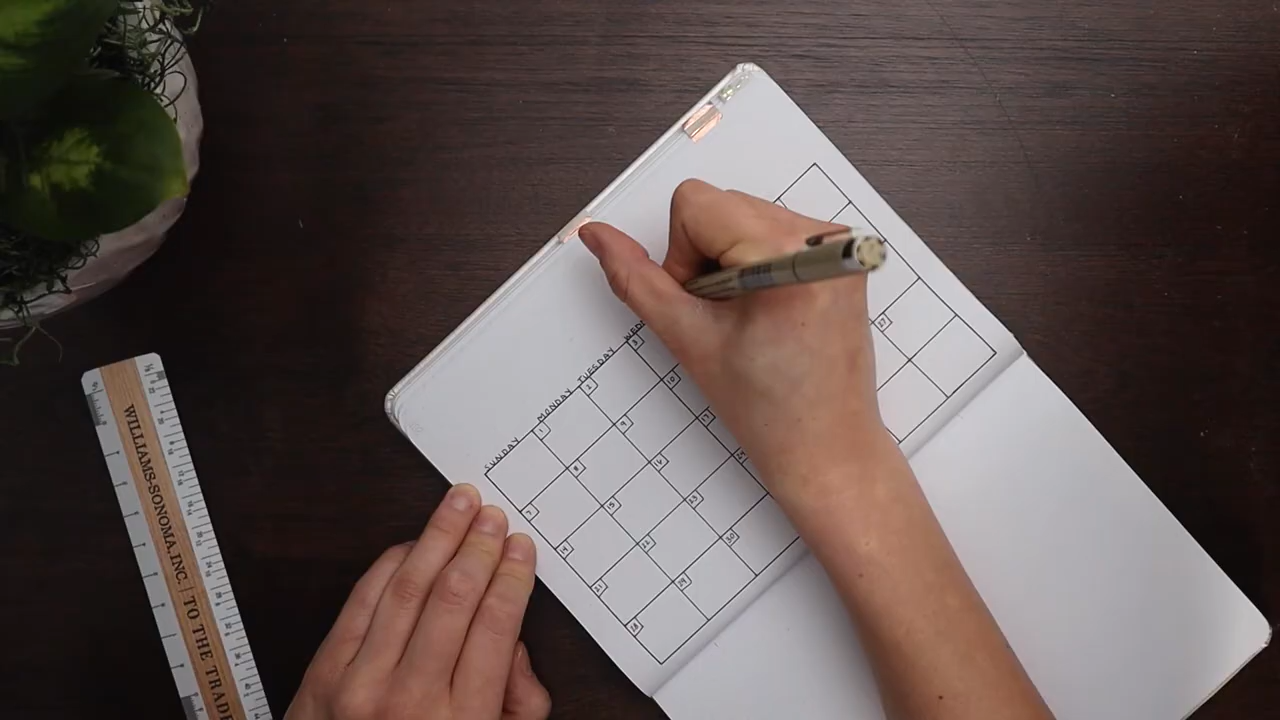 WILLIAMS-SONOMA, INC. | TO THE TRADE
SUNDAY MONDAY TUESDAY
1 2 3
7 8 9 10
14 15 16 17
21 22 23 24 27
28 29 30